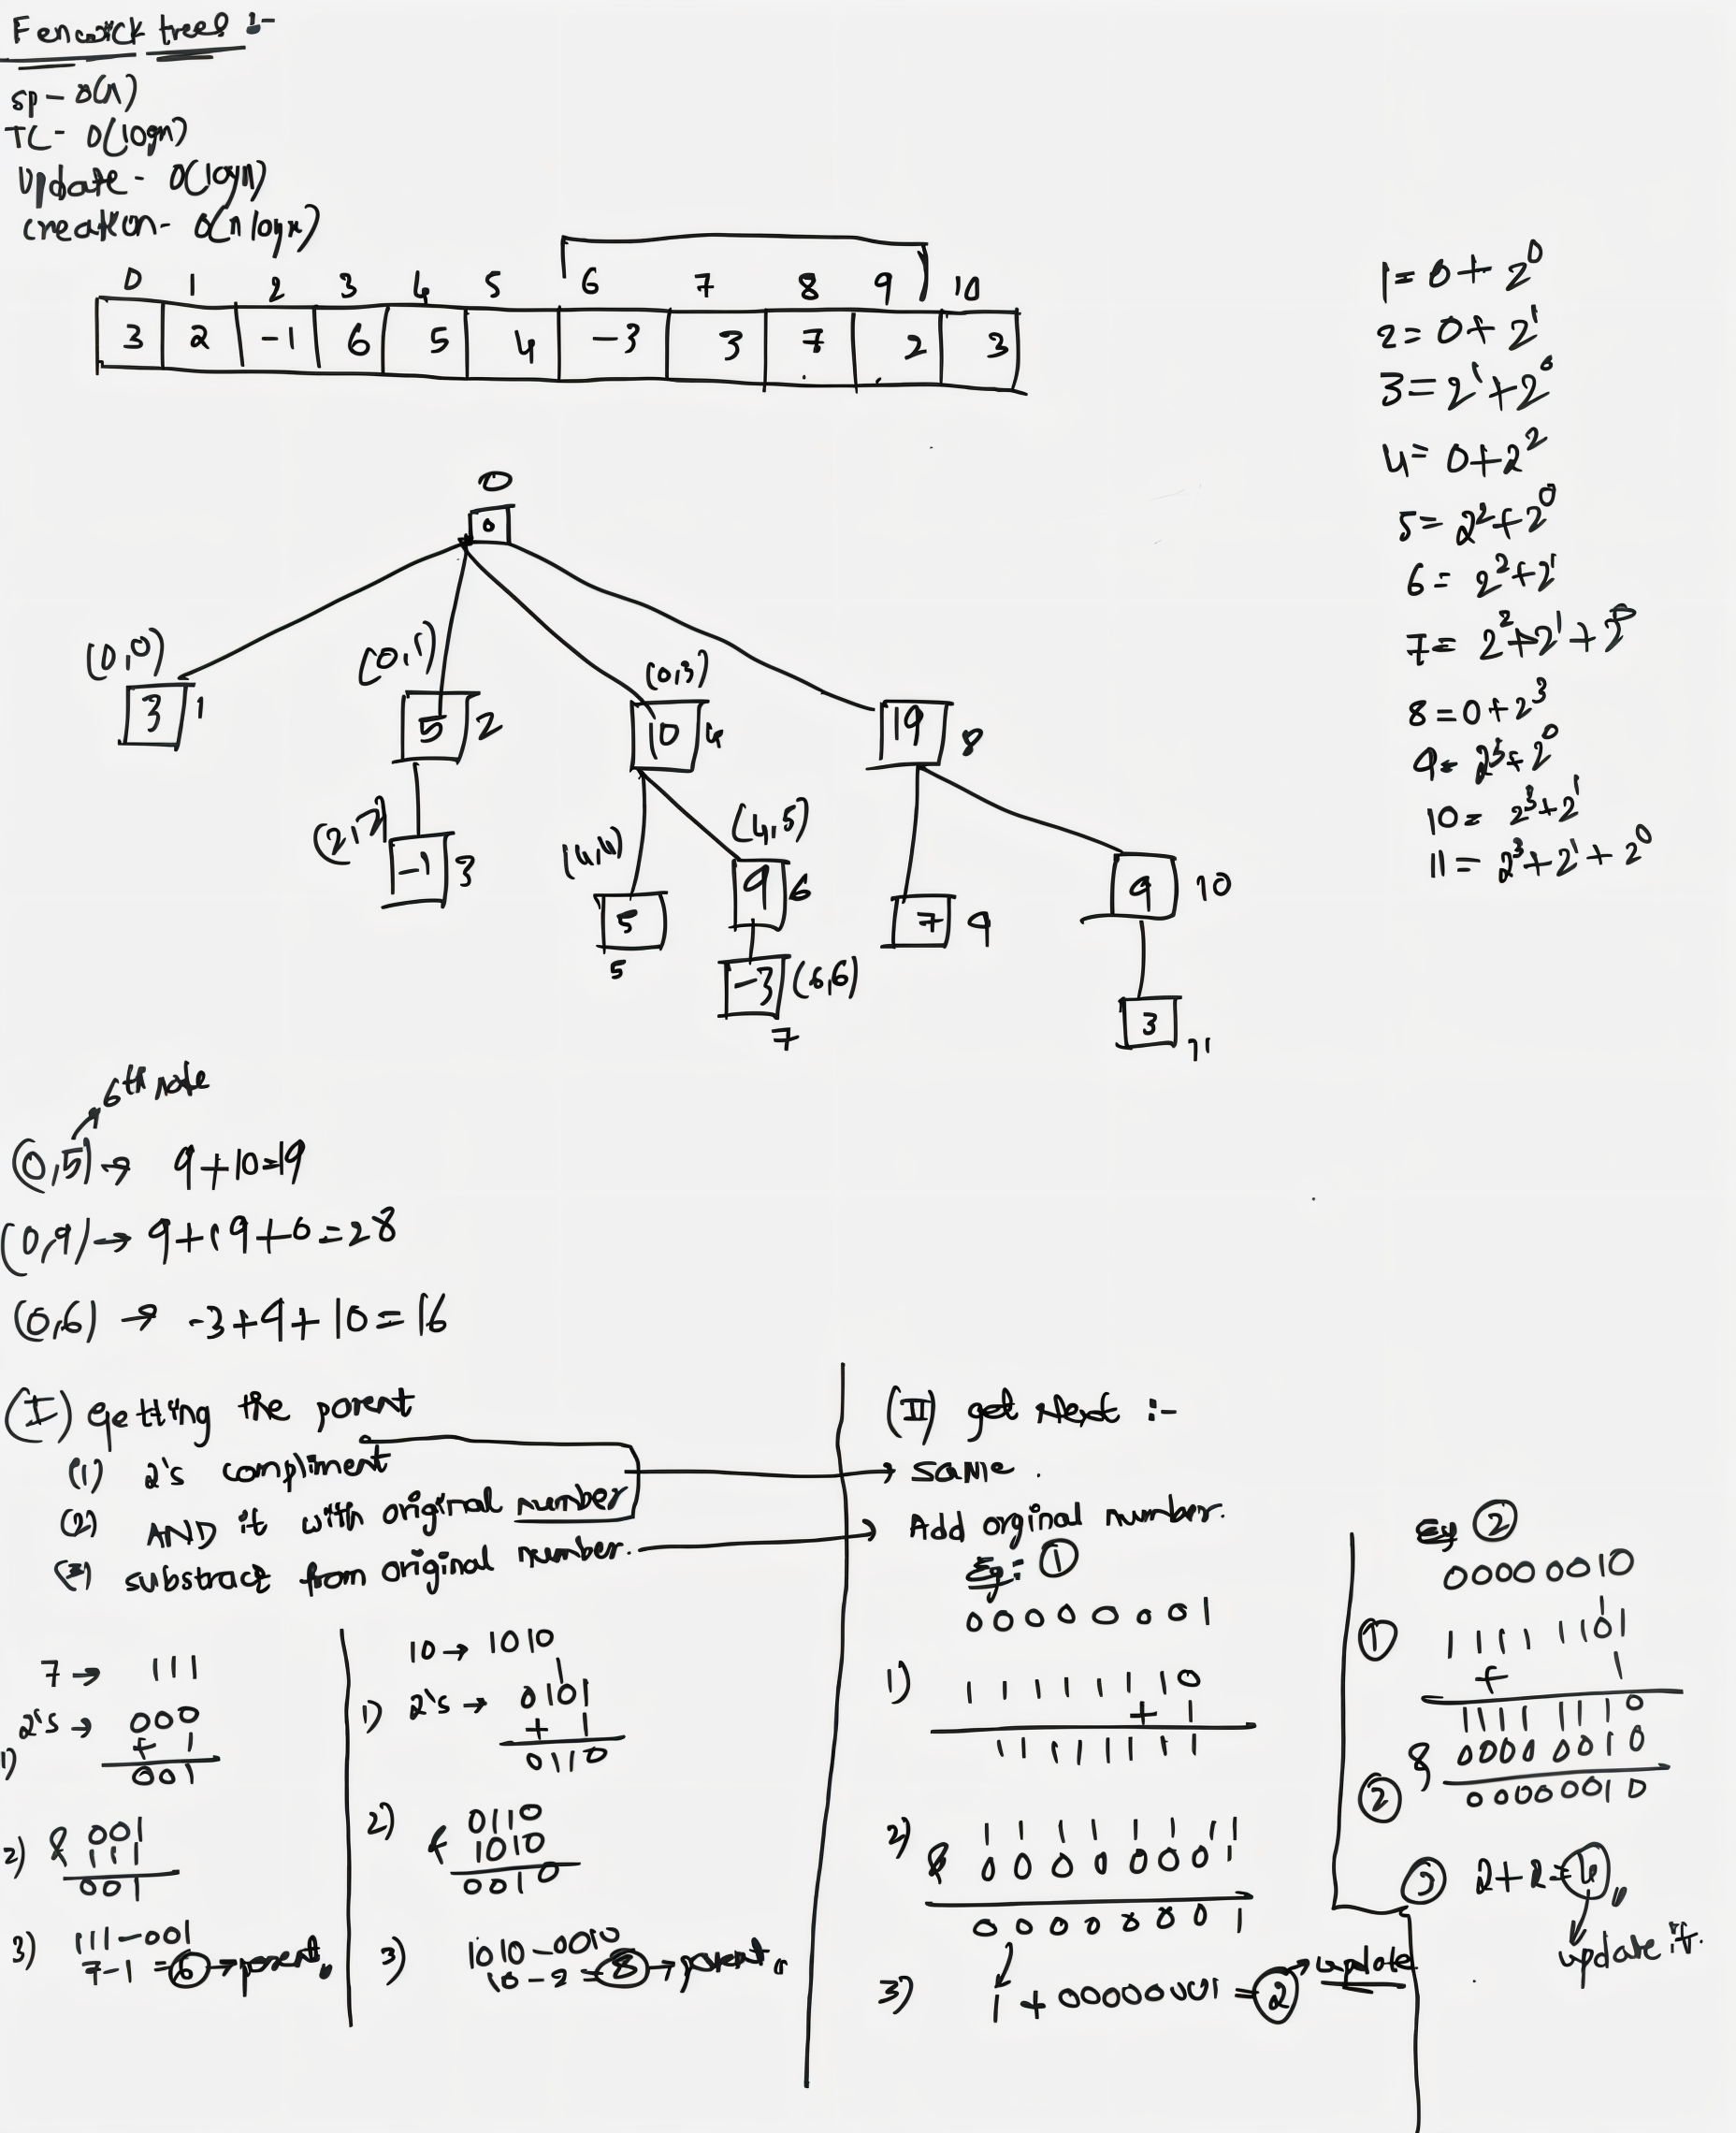 Fenwick tree :-
sp - O(N)
TC - O(logn)
Update - O(logn)
creation - O(n logn)
0 1 2 3 4 5 6 7 8 9 10
3 2 -1 6 5 4 -3 3 7 2 3
1 = 0 + 2^0
2 = 0 + 2^1
3 = 2^1 + 2^0
4 = 0 + 2^2
5 = 2^2 + 2^0
6 = 2^2 + 2^1
7 = 2^2 + 2^1 + 2^0
8 = 0 + 2^3
9 = 2^3 + 2^0
10 = 2^3 + 2^1
11 = 2^3 + 2^1 + 2^0
0
0
(0,0) (0,1) (0,3)
3 1 5 2 10 4 19 8
(2,2) (4,4) (4,5)
-1 3 5 5 9 6 7 9 9 10
-3 (6,6) 7 3 11
6th node
(0,5) → 9+10=19
(0,9) → 9+19+0=28
(0,6) → -3+9+10=16
(I) getting the parent
(1) 2's compliment
(2) AND it with original number
(3) substract from original number.
7 → 111
2's → 000
+ 1
1) 001
2) & 001
111
001
3) 111-001
7-1 = 6 → parent
10 → 1010
1) 2's → 0101
+ 1
0110
2) 0110
& 1010
0010
3) 1010-0010
10-2 = 8 → parent
(II) get Next :-
→ SAME.
→ Add orginal number.
Eg: 1
00000001
1) 11111110
+ 1
11111111
2) 11111111
& 00000001
00000001
3) 1 + 00000001 = 2 → update
Eg 2
00000010
1 11111101
+ 1
11111110
& 00000010
2 00000010
3 2+2=4
update it.